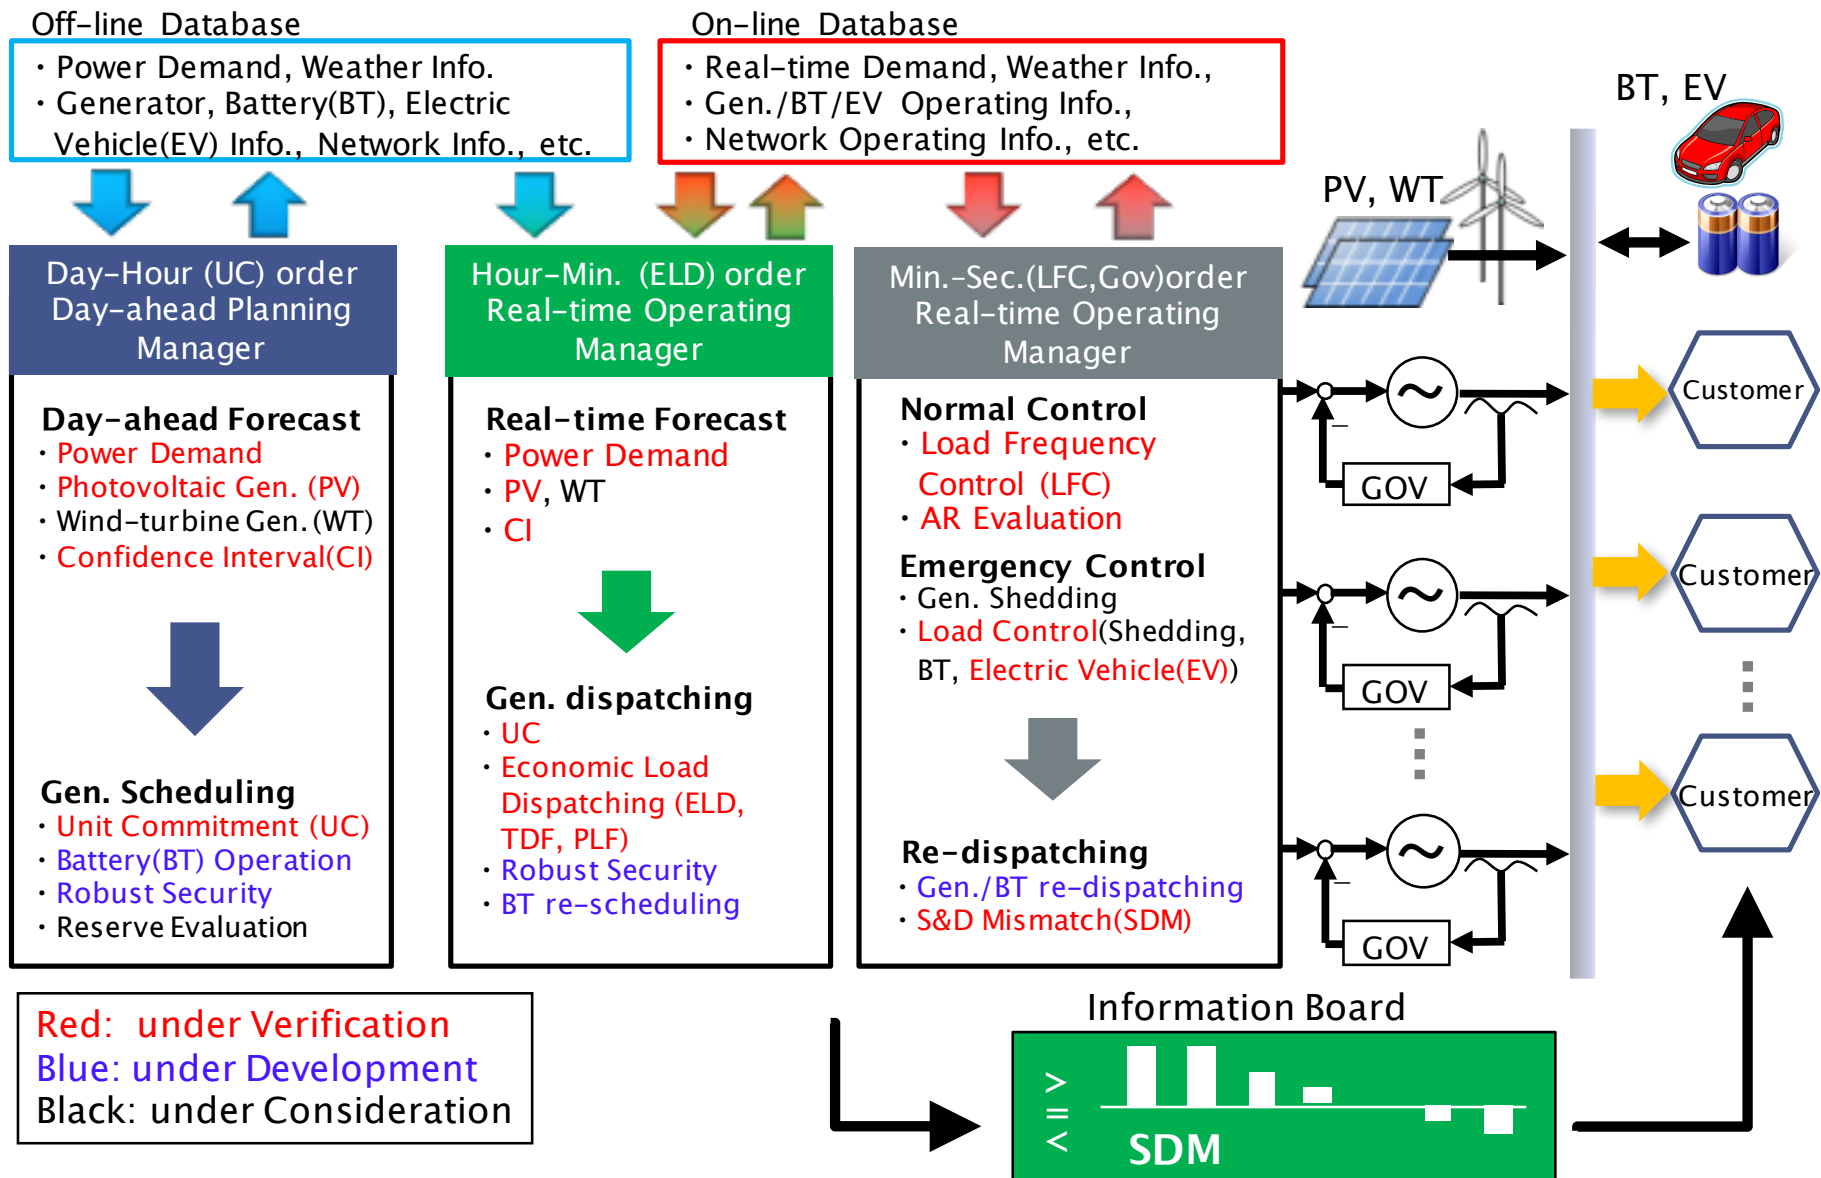 Off-line Database
・Power Demand, Weather Info.
・Generator, Battery(BT), Electric
Vehicle(EV) Info., Network Info., etc.
On-line Database
・Real-time Demand, Weather Info.,
・Gen./BT/EV Operating Info.,
・Network Operating Info., etc.
Day-Hour (UC) order
Day-ahead Planning
Manager
Day-ahead Forecast
・Power Demand
・Photovoltaic Gen. (PV)
・Wind-turbine Gen. (WT)
・Confidence Interval(CI)
Gen. Scheduling
・Unit Commitment (UC)
・Battery(BT) Operation
・Robust Security
・Reserve Evaluation
Hour-Min. (ELD) order
Real-time Operating
Manager
Real-time Forecast
・Power Demand
・PV, WT
・CI
Gen. dispatching
・UC
・Economic Load
Dispatching (ELD,
TDF, PLF)
・Robust Security
・BT re-scheduling
Min.-Sec.(LFC,Gov)order
Real-time Operating
Manager
Normal Control
・Load Frequency
Control (LFC)
・AR Evaluation
Emergency Control
・Gen. Shedding
・Load Control(Shedding,
BT, Electric Vehicle(EV))
Re-dispatching
・Gen./BT re-dispatching
・S&D Mismatch(SDM)
PV, WT
BT, EV
GOV
GOV
GOV
Customer
Customer
Customer
Red: under Verification
Blue: under Development
Black: under Consideration
Information Board
< = >
SDM